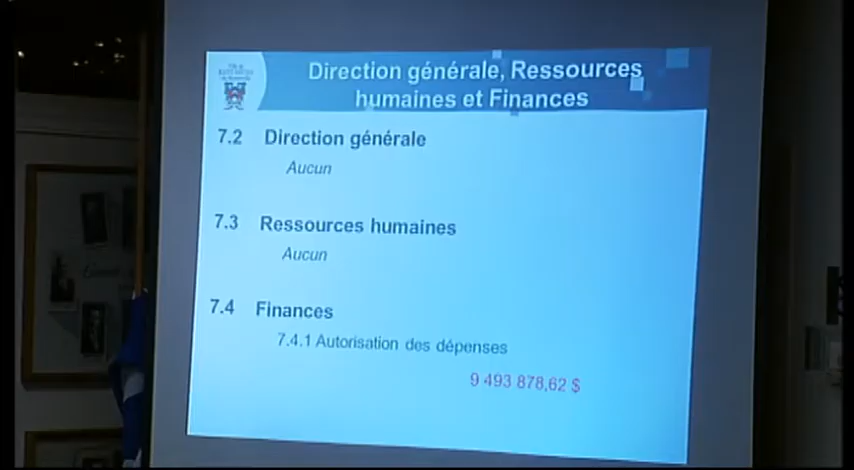 Direction générale, Ressources
humaines et Finances
7.2 Direction générale
Aucun
7.3 Ressources humaines
Aucun
7.4 Finances
7.4.1 Autorisation des dépenses
9 493 878,62 $